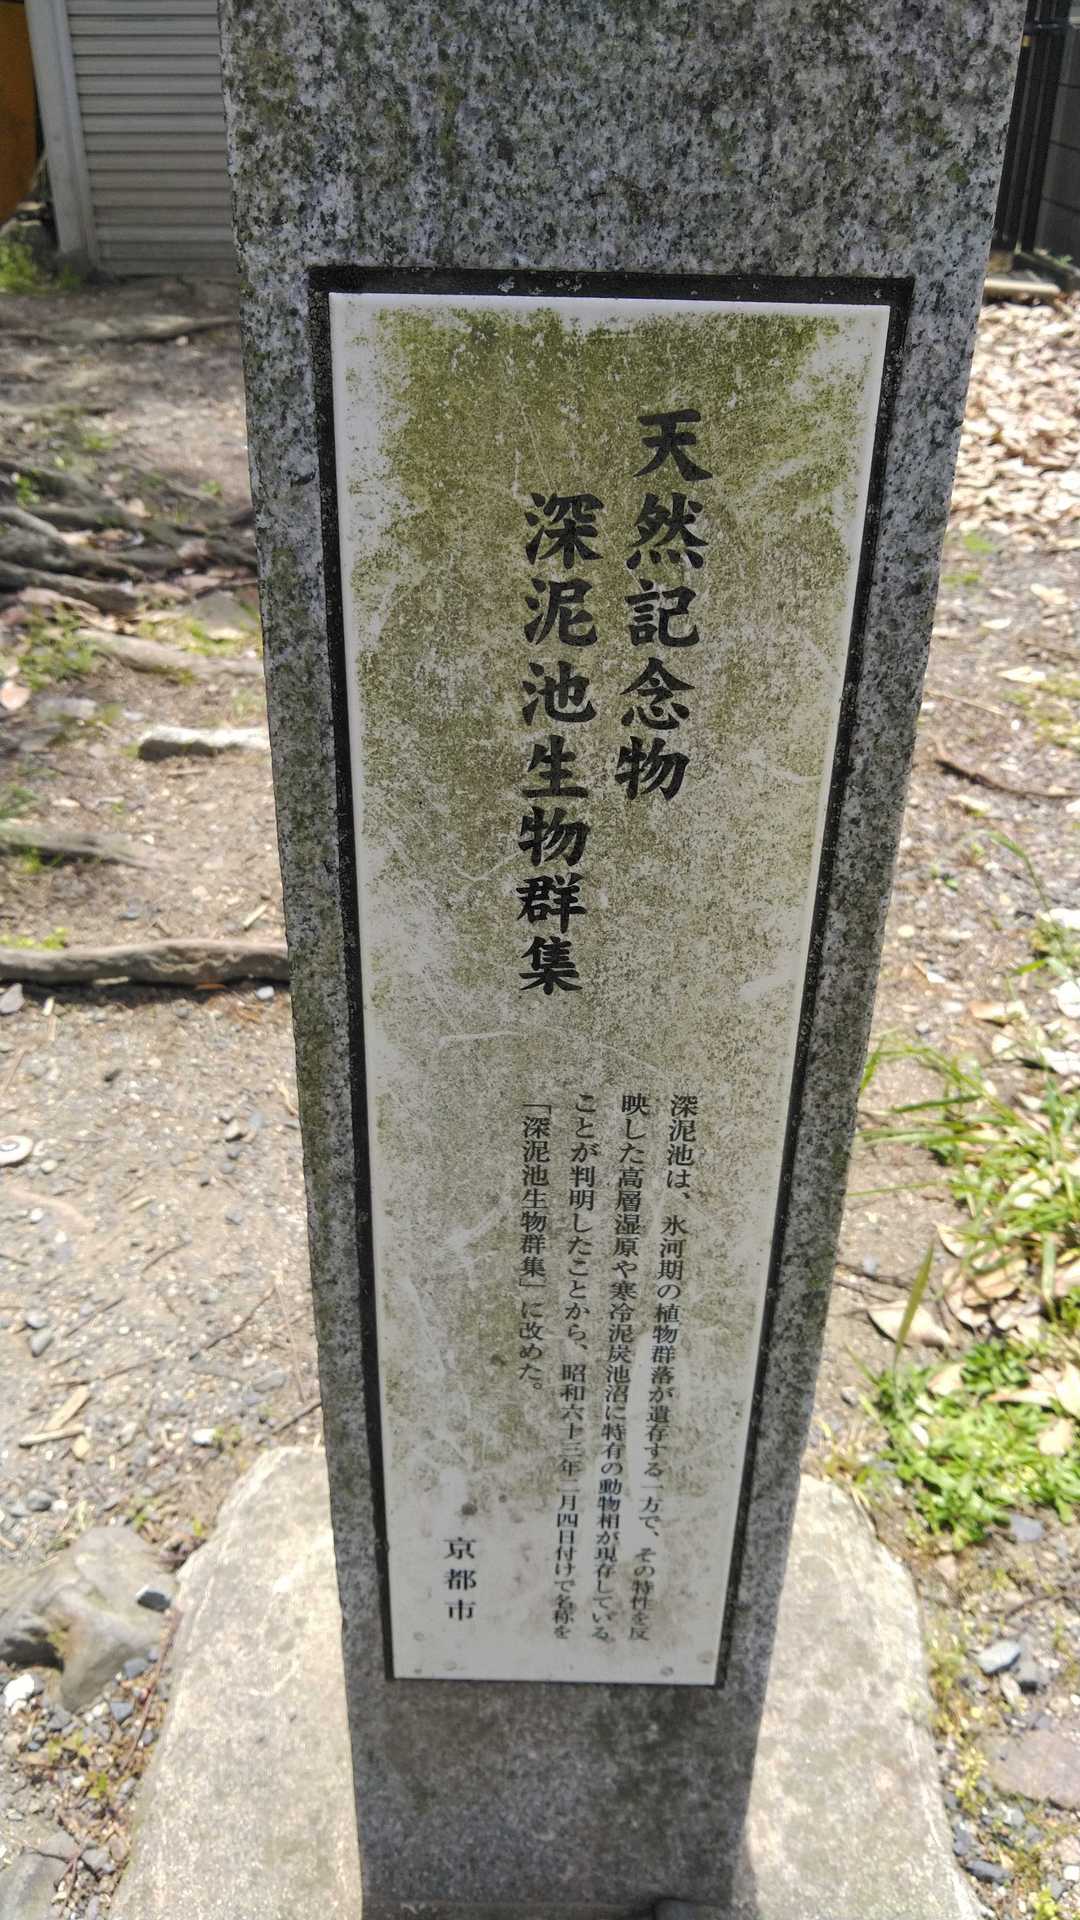 天然記念物
深泥池生物群集
深泥池は、氷河期の植物群落が遺存する一方で、その特性を反
映した高層湿原や寒冷泥炭池沼に特有の動物相が現存している
ことが判明したことから、昭和六十三年二月四日付けで名称を
「深泥池生物群集」に改めた。
京都市